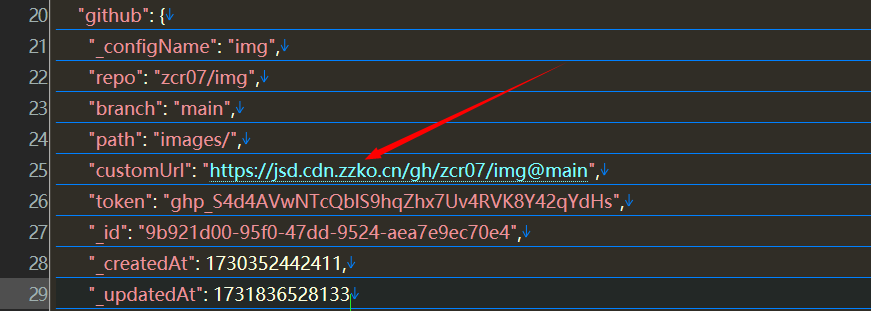 20 "github": {↓
21 "_configName": "img",↓
22 "repo": "zcr07/img",↓
23 "branch": "main",↓
24 "path": "images/",↓
25 "customUrl": "https://jsd.cdn.zzko.cn/gh/zcr07/img@main",↓
26 "token": "ghp_S4d4AVwNTcQbIS9hqZhx7Uv4RVK8Y42qYdHs",↓
27 "_id": "9b921d00-95f0-47dd-9524-aea7e9ec70e4",↓
28 "_createdAt": 1730352442411,↓
29 "_updatedAt": 1731836528133↓